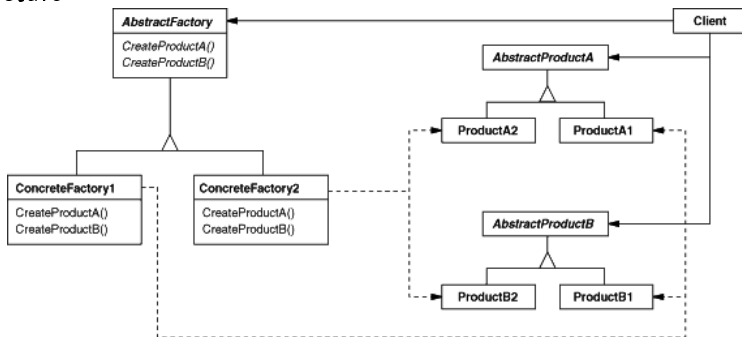 AbstractFactory
CreateProductA()
CreateProductB()
Client
AbstractProductA
ProductA2
ProductA1
ConcreteFactory1
CreateProductA()
CreateProductB()
ConcreteFactory2
CreateProductA()
CreateProductB()
AbstractProductB
ProductB2
ProductB1